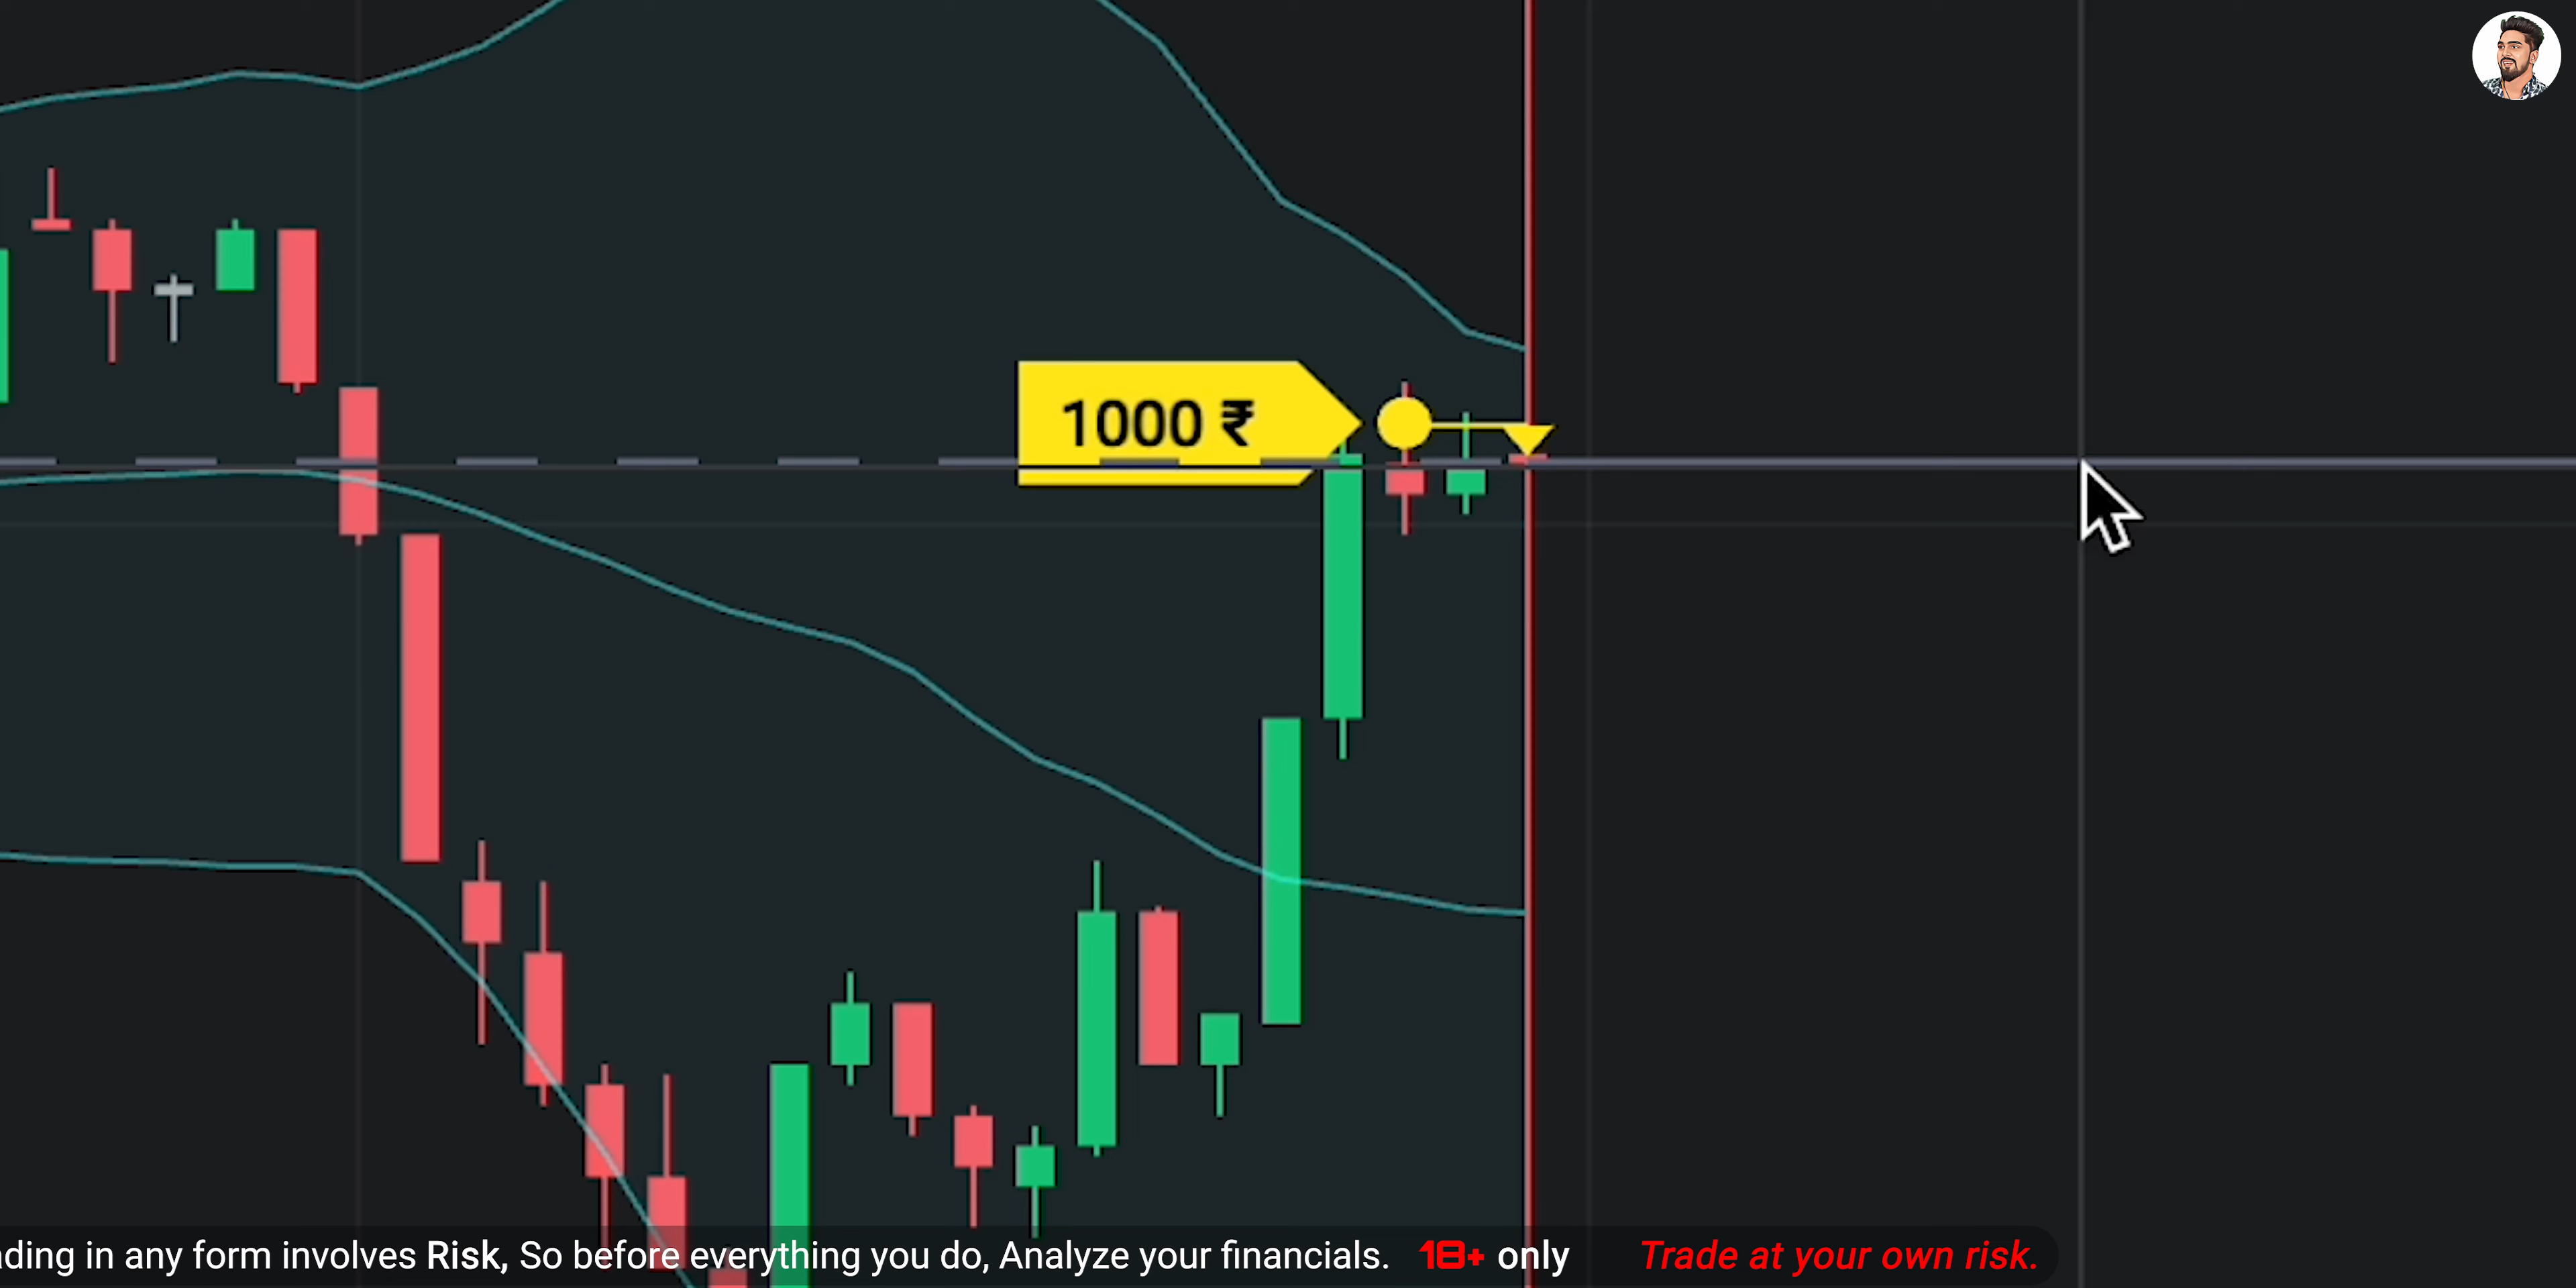 1000 ₹
ding in any form involves Risk, So before everything you do, Analyze your financials. 18+ only Trade at your own risk.